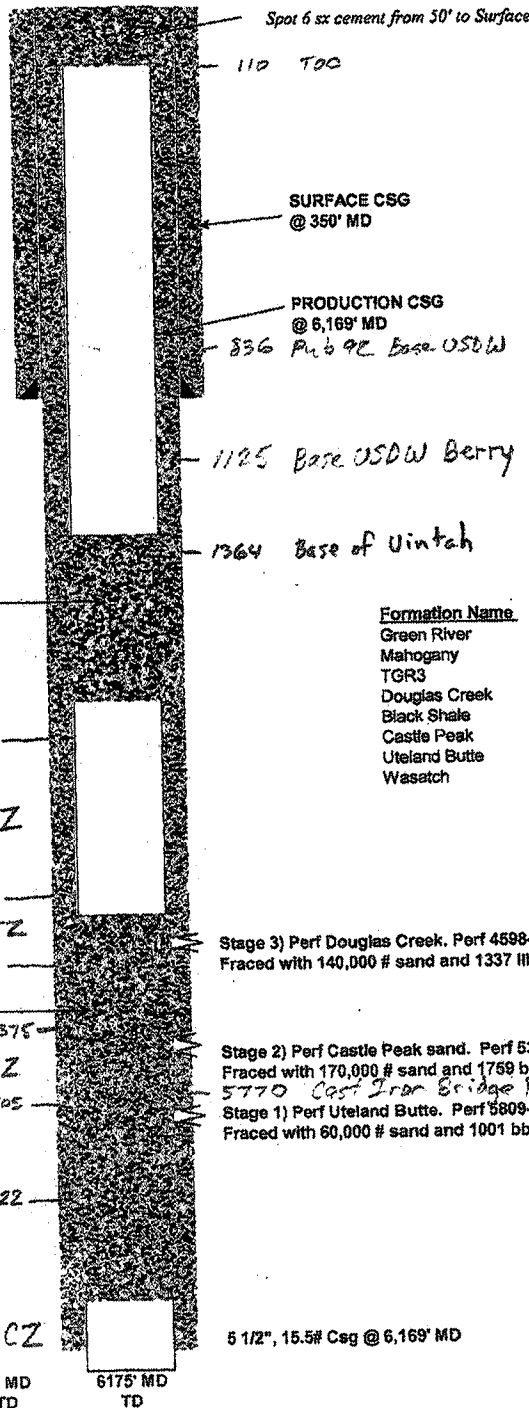 Spot 6 sx cement from 50' to Surface
110 TOC
SURFACE CSG
@ 350' MD
PRODUCTION CSG
@ 6,169' MD
836 Pub 92 Base USDW
1125 Base USDW Berry
1364 Base of Uintah
Formation Name
Green River
Mahogany
TGR3
Douglas Creek
Black Shale
Castle Peak
Uteland Butte
Wasatch
Z
Z
Stage 3) Perf Douglas Creek. Perf 4598-
Fraced with 140,000 # sand and 1337
375
Z
Stage 2) Perf Castle Peak sand. Perf
Fraced with 170,000 # sand and 1759 b
5770 Cast Iron Bridge
05
Stage 1) Perf Uteland Butte. Perf 5809-
Fraced with 60,000 # sand and 1001 bb
22
CZ
5 1/2", 15.5# Csg @ 6,169' MD
MD
6175' MD
TD
TD